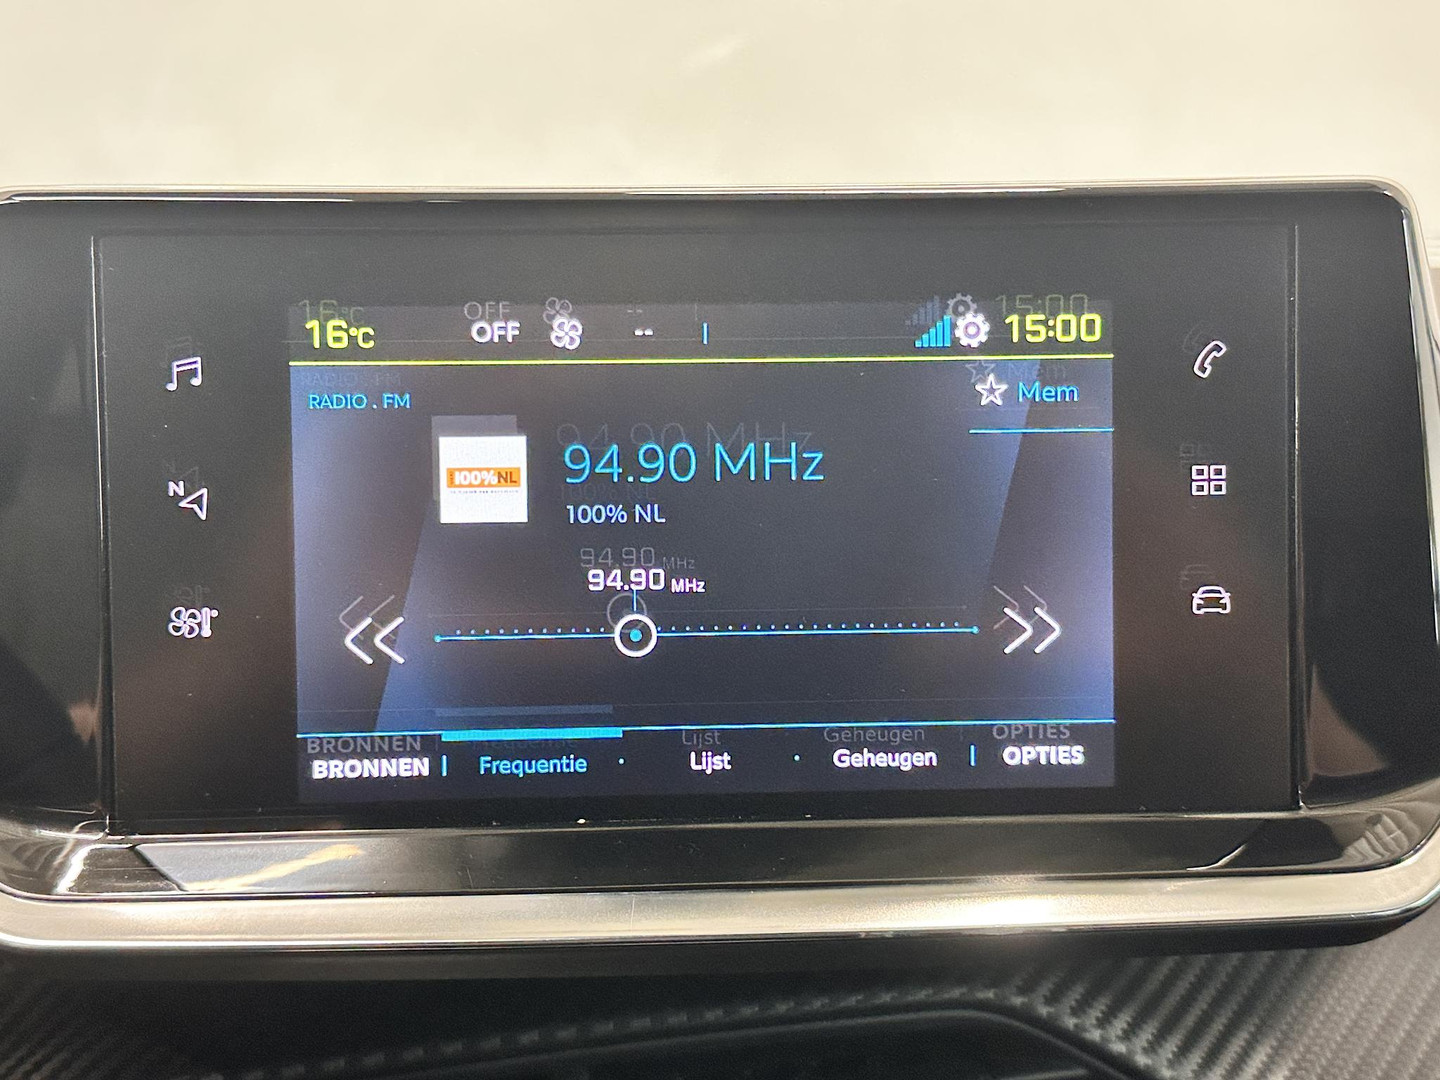 16°C OFF -- 15:00
RADIO . FM
Mem
100%NL
94.90 MHz
100% NL
94.90 MHz
N
BRONNEN Frequentie Lijst Geheugen OPTIES